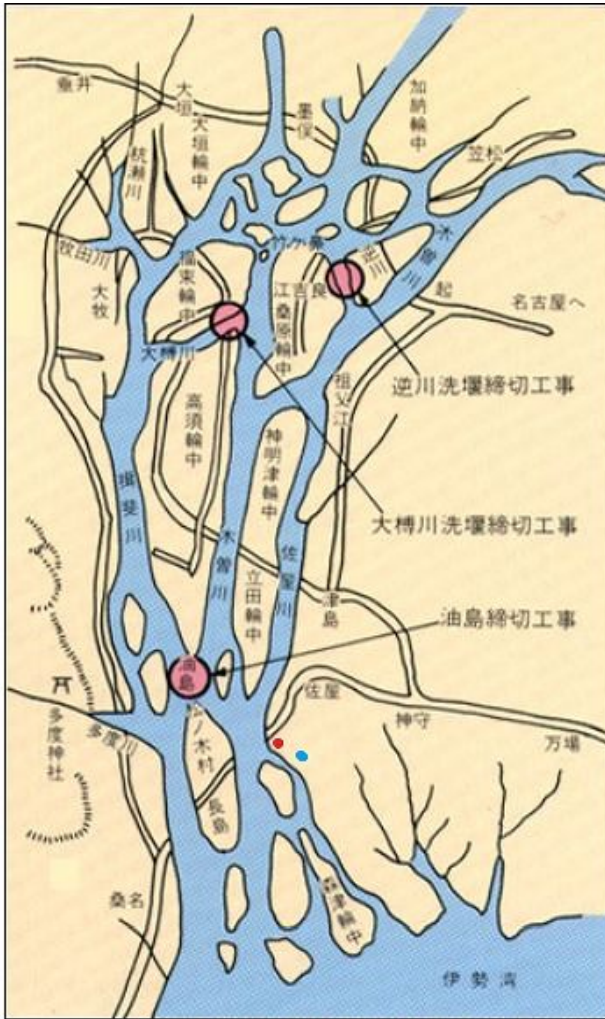 垂井
大垣
大垣輪中
墨俣
加納輪中
笠松
杭瀬川
牧田川
大牧
福束輪中
竹ケ鼻
逆川
木曽川
起
名古屋へ
江吉良
桑原輪中
大榑川
祖父江
逆川洗堰締切工事
高須輪中
神明津輪中
大榑川洗堰締切工事
揖斐川
木曽川
佐屋川
立田輪中
津島
油島締切工事
油島
佐屋
神守
万場
多度神社
多度川
松ノ木村
長島
桑名
森津輪中
伊勢湾